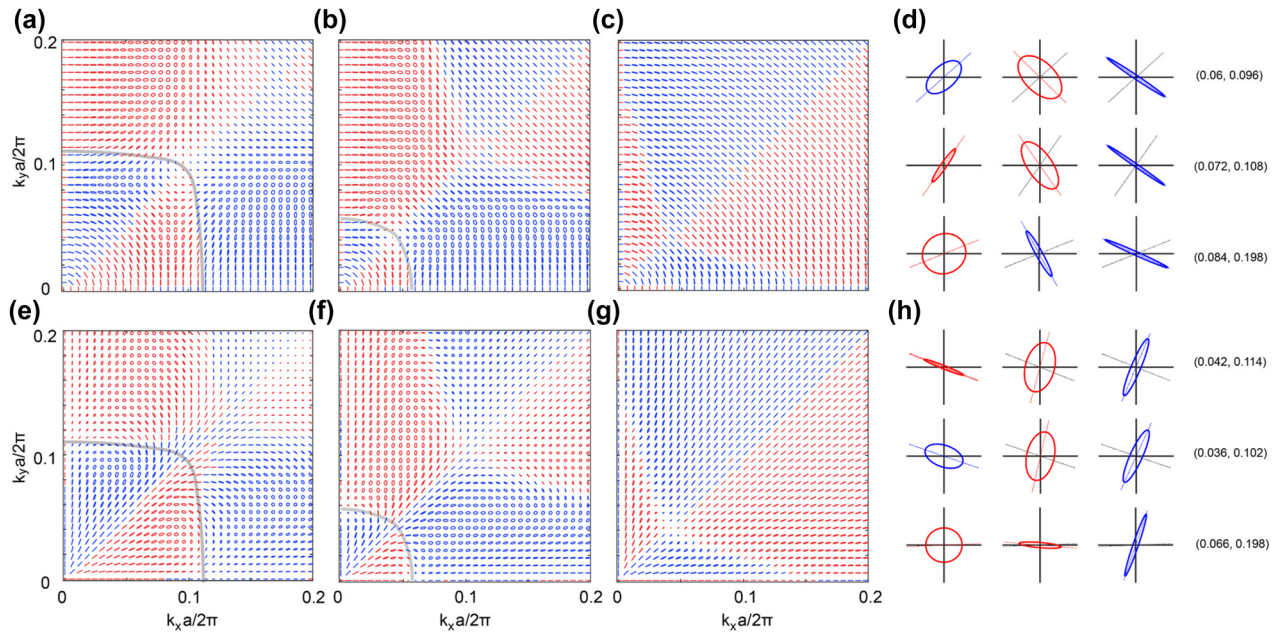 (a) (b) (c) (d)
0.2
0.1
0
kya/2π
(0.06, 0.096)
(0.072, 0.108)
(0.084, 0.198)
(e) (f) (g) (h)
0.2
0.1
0
kya/2π
(0.042, 0.114)
(0.036, 0.102)
(0.066, 0.198)
0 0.1 0.2 0 0.1 0.2 0 0.1 0.2
kxa/2π kxa/2π kxa/2π